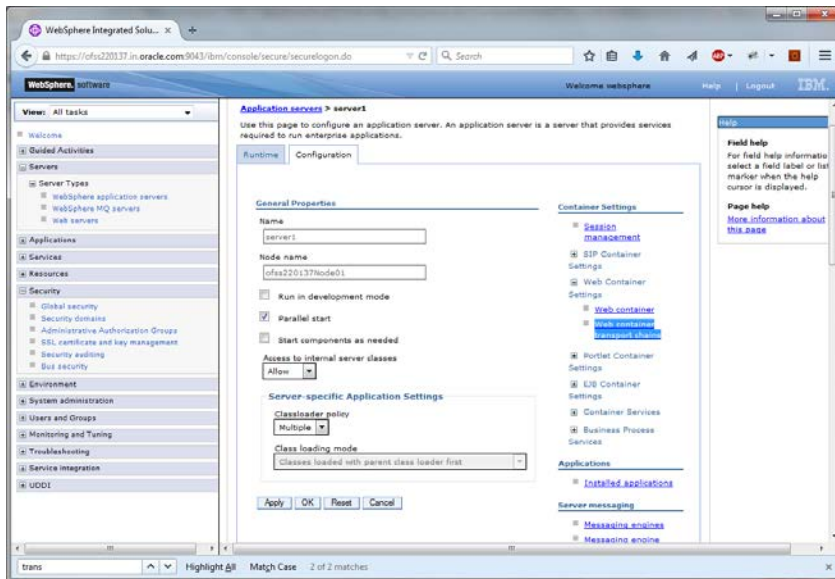 WebSphere Integrated Solu...
https://ofss220137.in.oracle.com:9043/ibm/console/secure/securelogon.do
Search
WebSphere. software
Welcome websphere
Help | Logout
IBM.
View: All tasks
Welcome
Guided Activities
Servers
Server Types
WebSphere application servers
WebSphere MQ servers
Web servers
Applications
Services
Resources
Security
Global security
Security domains
Administrative Authorization Groups
SSL certificate and key management
Security auditing
Bus security
Environment
System administration
Users and Groups
Monitoring and Tuning
Troubleshooting
Service integration
UDDI
Application servers > server1
Use this page to configure an application server. An application server is a server that provides services
required to run enterprise applications.
Runtime
Configuration
General Properties
Name
server1
Node name
ofss220137Node01
Run in development mode
Parallel start
Start components as needed
Access to internal server classes
Allow
Server-specific Application Settings
Classloader policy
Multiple
Class loading mode
Classes loaded with parent class loader first
Apply OK Reset Cancel
Container Settings
Session
management
SIP Container
Settings
Web Container
Settings
Web container
Web container
transport chains
Portlet Container
Settings
EJB Container
Settings
Container Services
Business Process
Services
Applications
Installed applications
Server messaging
Messaging engines
Messaging engine
Help
Field help
For field help informatio
select a field label or list
marker when the help
cursor is displayed.
Page help
More information about
this page
trans
Highlight All Match Case 2 of 2 matches